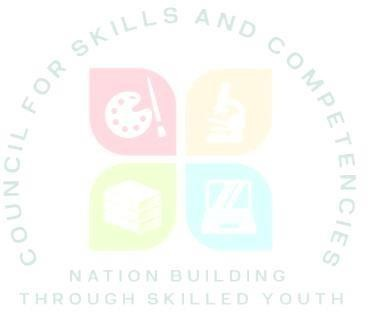 COUNCIL FOR SKILLS AND COMPETENCIES
NATION BUILDING
THROUGH SKILLED YOUTH